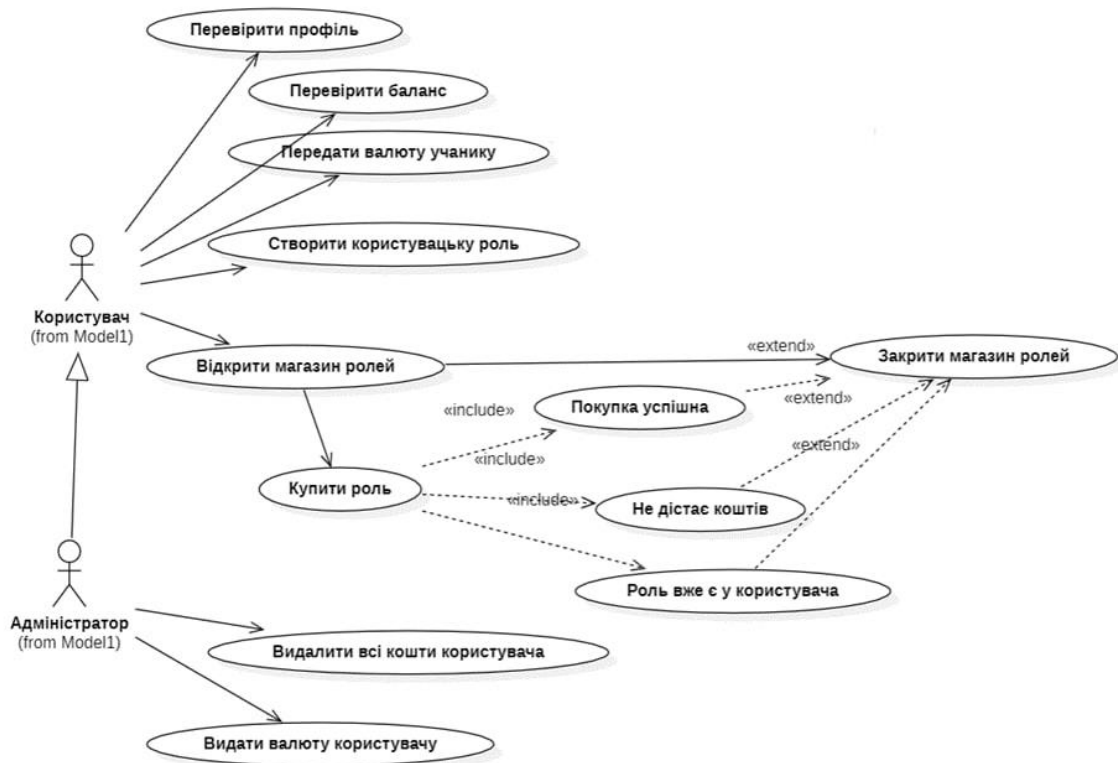 Перевірити профіль
Перевірити баланс
Передати валюту учанику
Створити користувацьку роль
Користувач
(from Model1)
Відкрити магазин ролей
«extend»
Закрити магазин ролей
«include»
Покупка успішна
«extend»
«include»
«extend»
Купити роль
«include»
Не дістає коштів
Роль вже є у користувача
Адміністратор
(from Model1)
Видалити всі кошти користувача
Видати валюту користувачу